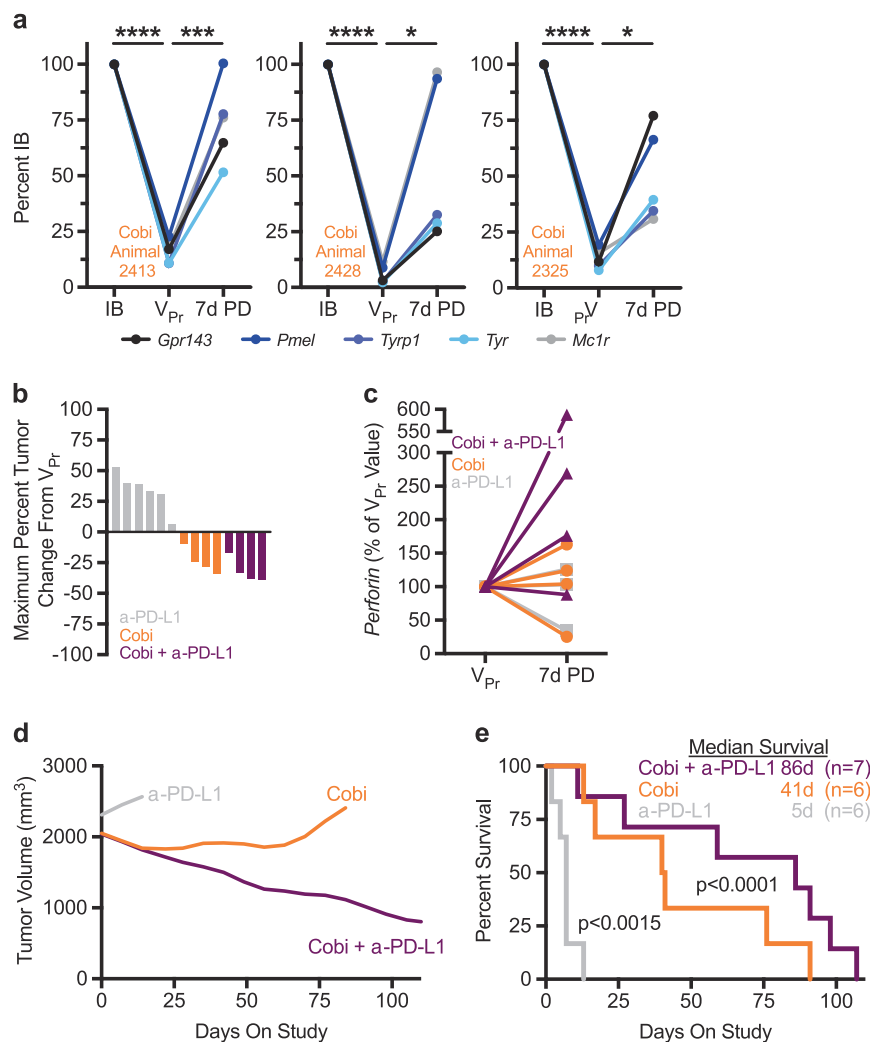 a
**** ***
**** *
**** *
Percent IB
100
75
50
25
0
Cobi
Animal
2413
IB VPr 7d PD
100
75
50
25
0
Cobi
Animal
2428
IB VPr 7d PD
100
75
50
25
0
Cobi
Animal
2325
IB PrV 7d PD
Gpr143 Pmel Tyrp1 Tyr Mc1r
b
Maximum Percent Tumor
Change From VPr
100
75
50
25
0
-25
-50
-75
-100
a-PD-L1
Cobi
Cobi + a-PD-L1
c
Perforin (% of VPr Value)
600
550
300
250
200
150
100
50
0
Cobi + a-PD-L1
Cobi
a-PD-L1
VPr 7d PD
d
Tumor Volume (mm3)
3000
2000
1000
0
a-PD-L1
Cobi
Cobi + a-PD-L1
0 25 50 75 100
Days On Study
e
Median Survival
Cobi + a-PD-L1 86d (n=7)
Cobi 41d (n=6)
a-PD-L1 5d (n=6)
Percent Survival
100
75
50
25
0
p<0.0001
p<0.0015
0 25 50 75 100
Days On Study